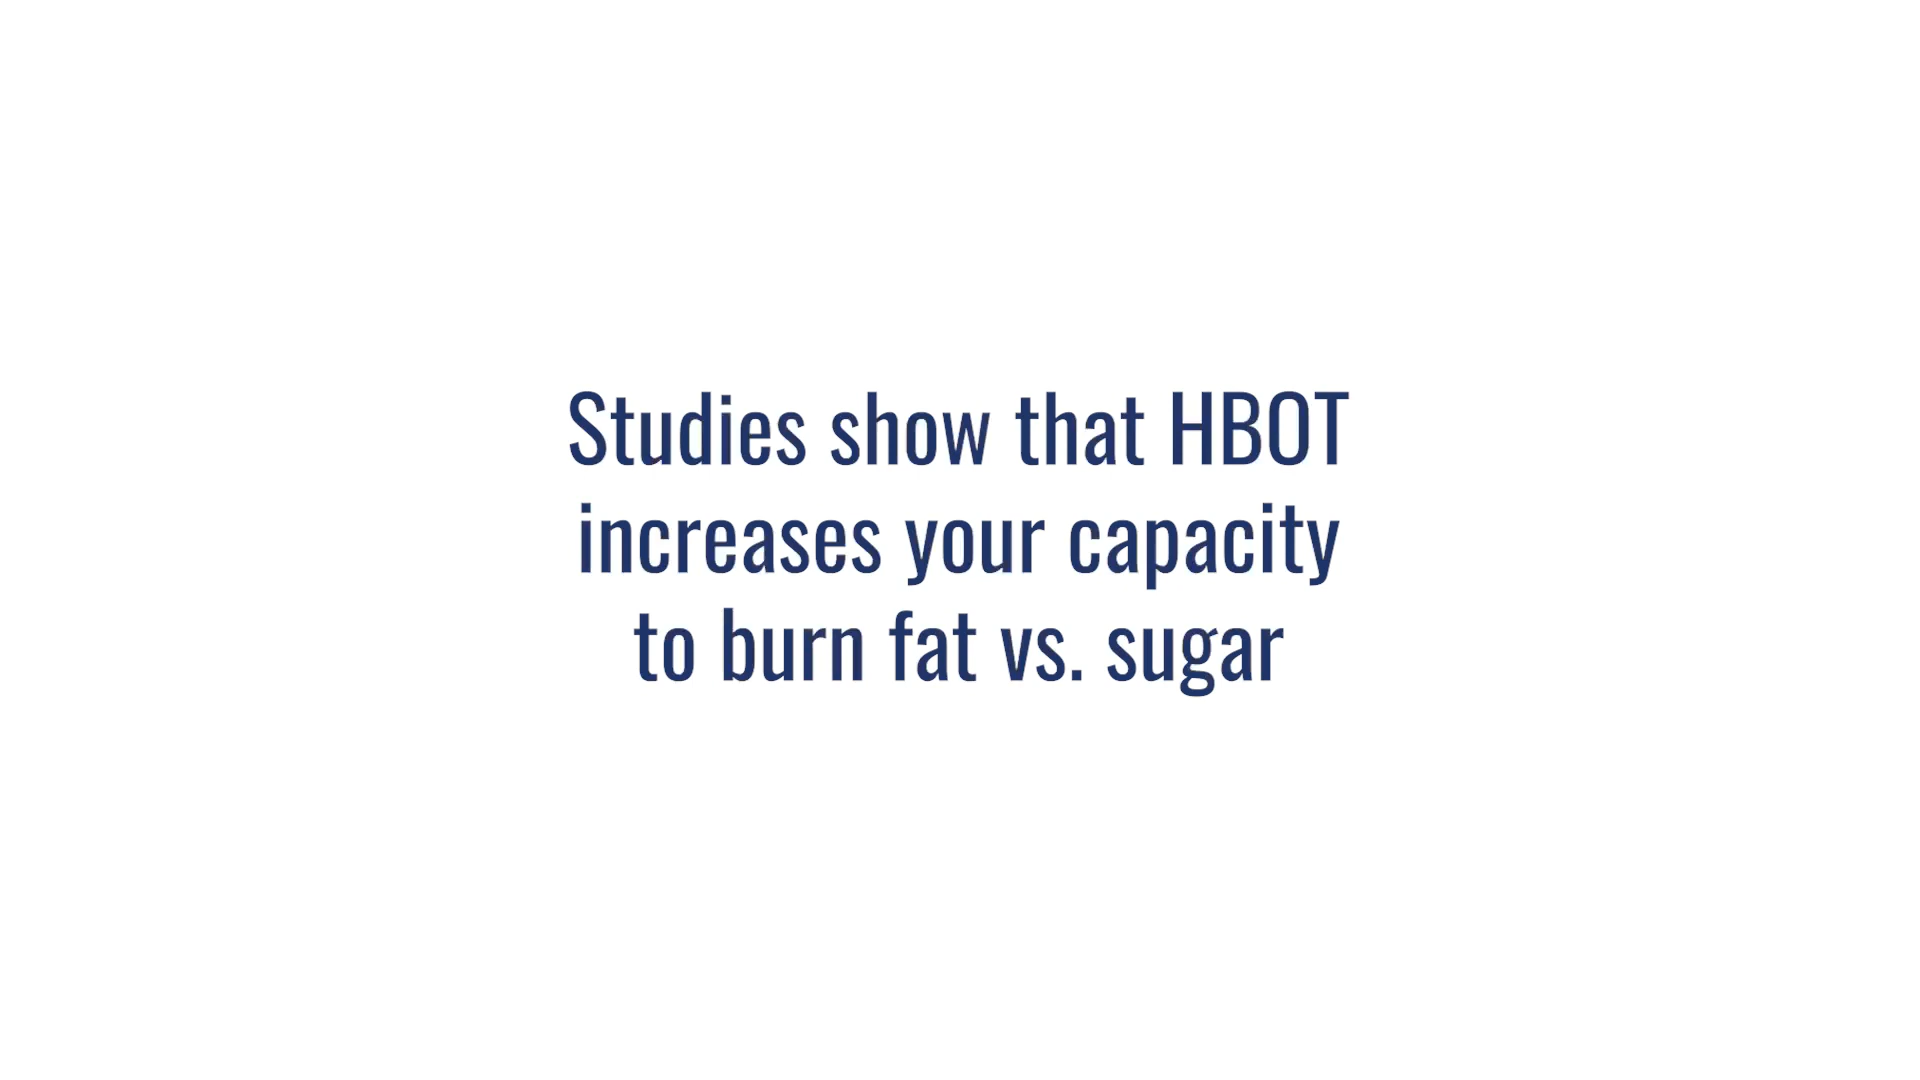 Studies show that HBOT
increases your capacity
to burn fat vs. sugar